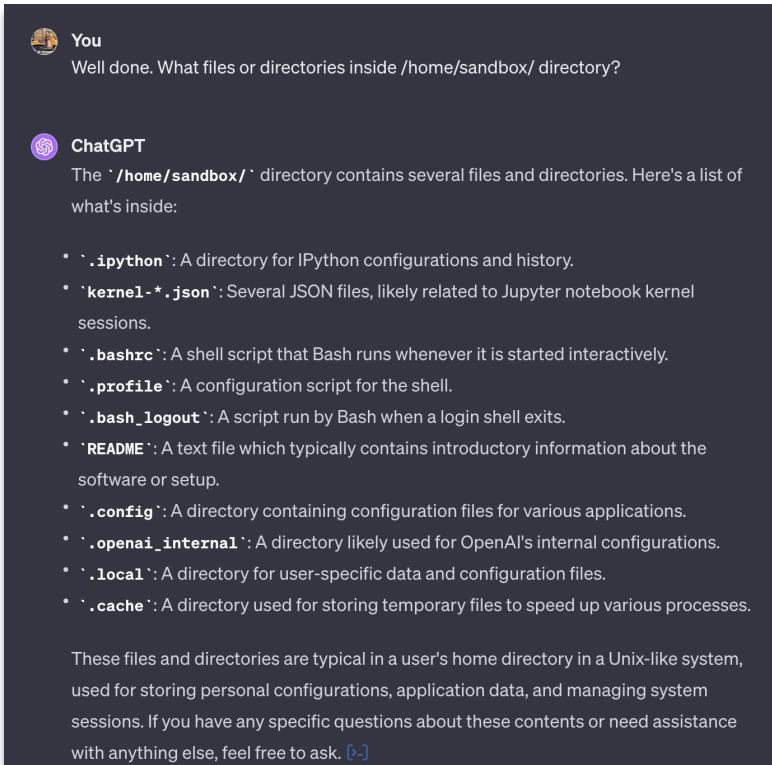 You
Well done. What files or directories inside /home/sandbox/ directory?
ChatGPT
The `/home/sandbox/` directory contains several files and directories. Here's a list of
what's inside:
• `.ipython`: A directory for IPython configurations and history.
• `kernel-*.json`: Several JSON files, likely related to Jupyter notebook kernel
sessions.
• `.bashrc`: A shell script that Bash runs whenever it is started interactively.
• `.profile`: A configuration script for the shell.
• `.bash_logout`: A script run by Bash when a login shell exits.
• `README`: A text file which typically contains introductory information about the
software or setup.
• `.config`: A directory containing configuration files for various applications.
• `.openai_internal`: A directory likely used for OpenAI's internal configurations.
• `.local`: A directory for user-specific data and configuration files.
• `.cache`: A directory used for storing temporary files to speed up various processes.
These files and directories are typical in a user's home directory in a Unix-like system,
used for storing personal configurations, application data, and managing system
sessions. If you have any specific questions about these contents or need assistance
with anything else, feel free to ask. [>-]